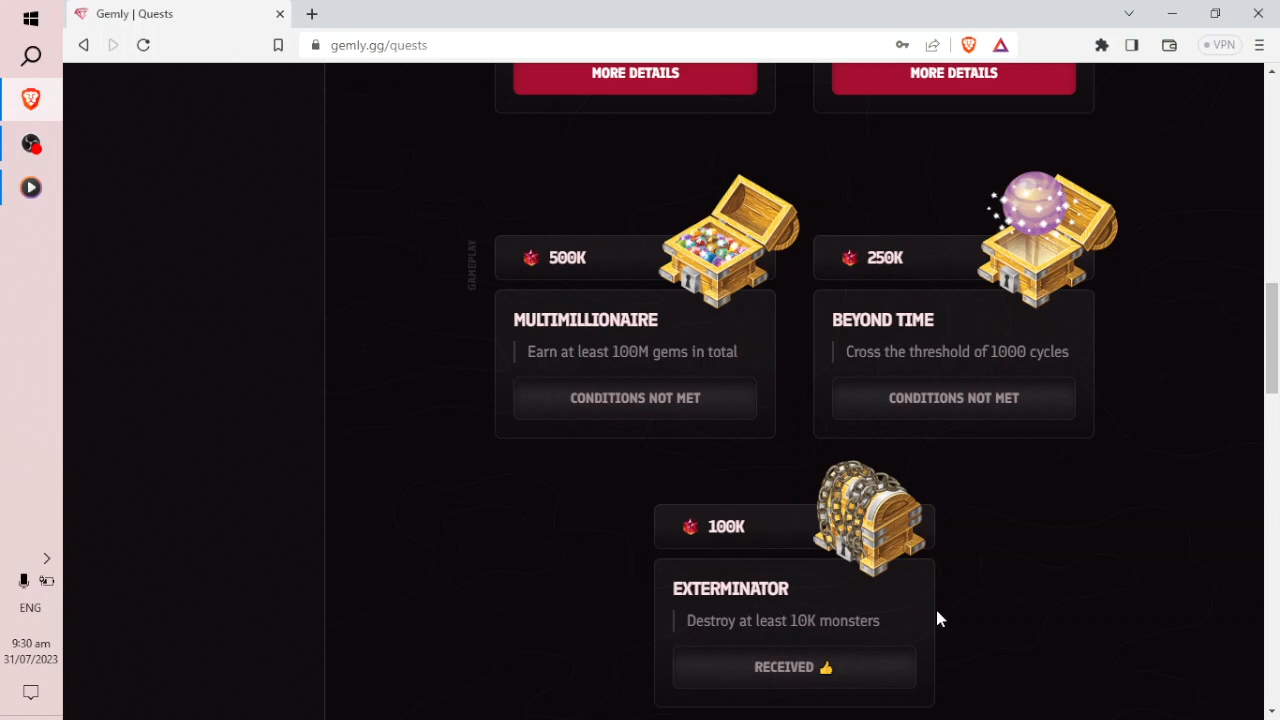 Gemly | Quests
gemly.gg/quests
VPN
MORE DETAILS
MORE DETAILS
GAMEPLAY
500K
MULTIMILLIONAIRE
Earn at least 100M gems in total
CONDITIONS NOT MET
250K
BEYOND TIME
Cross the threshold of 1000 cycles
CONDITIONS NOT MET
100K
EXTERMINATOR
Destroy at least 10K monsters
RECEIVED 👍
ENG
9:30 am
31/07/2023